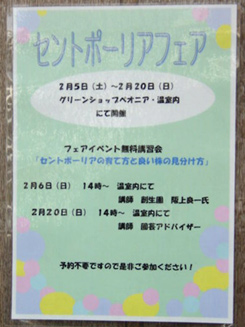 セントポーリアフェア
2月5日(土)~2月20日(日)
グリーンショップベオニア・温室内
にて開催
フェアイベント無料講習会
「セントポーリアの育て方と良い株の見分け方」
2月6日(日) 14時~ 温室内にて
講師 創生園 阪上良一氏
2月20日(日) 14時~ 温室内にて
講師 園芸アドバイザー
予約不要ですので是非ご参加ください!